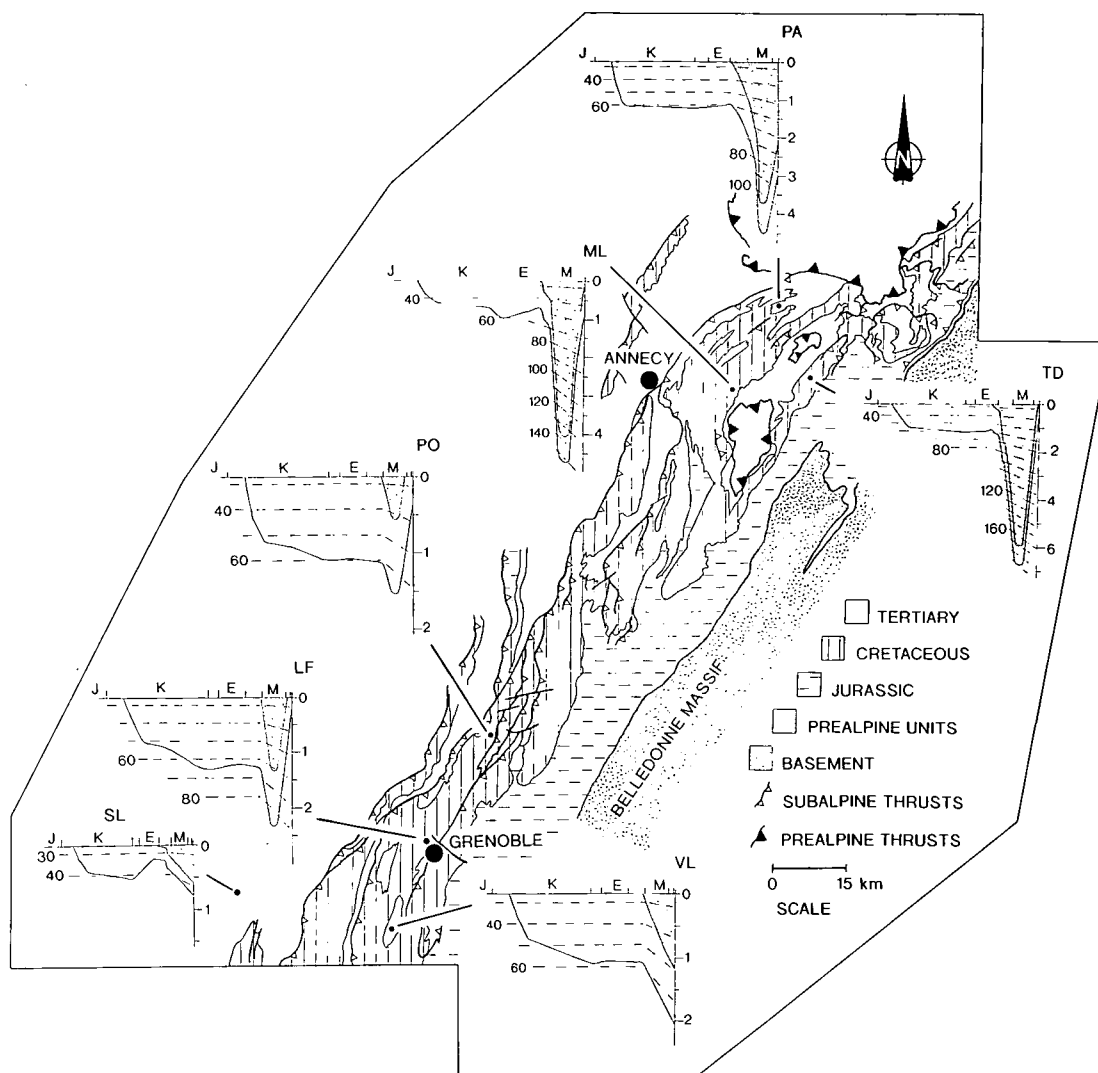 PA
J K E M
0
40
60
1
2
80
3
100
4
N
ML
J K E M
0
40
60
1
80
100
120
140
4
ANNECY
TD
J K E M
0
40
80
2
120
4
160
6
PO
J K E M
0
40
60
1
2
LF
J K E M
0
60
1
80
2
SL
J K E M
0
30
40
1
GRENOBLE
VL
J K E M
0
40
60
1
2
BELLEDONNE MASSIF
TERTIARY
CRETACEOUS
JURASSIC
PREALPINE UNITS
BASEMENT
SUBALPINE THRUSTS
PREALPINE THRUSTS
0 15 km
SCALE